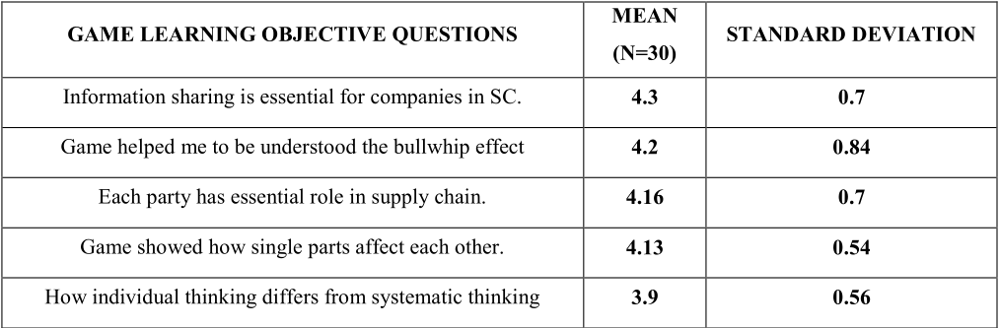 GAME LEARNING OBJECTIVE QUESTIONS MEAN (N=30) STANDARD DEVIATION
Information sharing is essential for companies in SC. 4.3 0.7
Game helped me to be understood the bullwhip effect 4.2 0.84
Each party has essential role in supply chain. 4.16 0.7
Game showed how single parts affect each other. 4.13 0.54
How individual thinking differs from systematic thinking 3.9 0.56